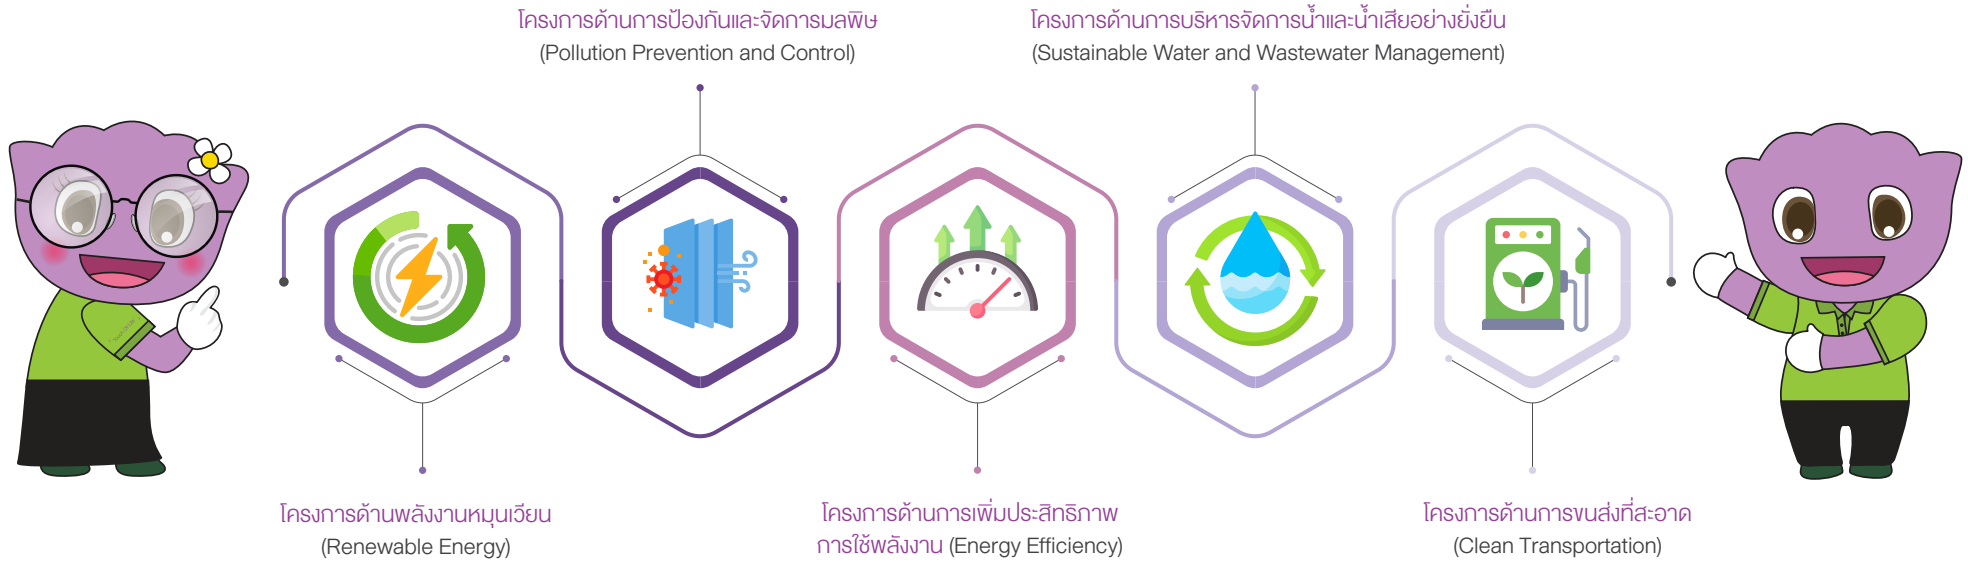 โครงการด้านการป้องกันและจัดการมลพิษ
(Pollution Prevention and Control)
โครงการด้านการบริหารจัดการน้ำและน้ำเสียอย่างยั่งยืน
(Sustainable Water and Wastewater Management)
โครงการด้านพลังงานหมุนเวียน
(Renewable Energy)
โครงการด้านการเพิ่มประสิทธิภาพ
การใช้พลังงาน (Energy Efficiency)
โครงการด้านการขนส่งที่สะอาด
(Clean Transportation)